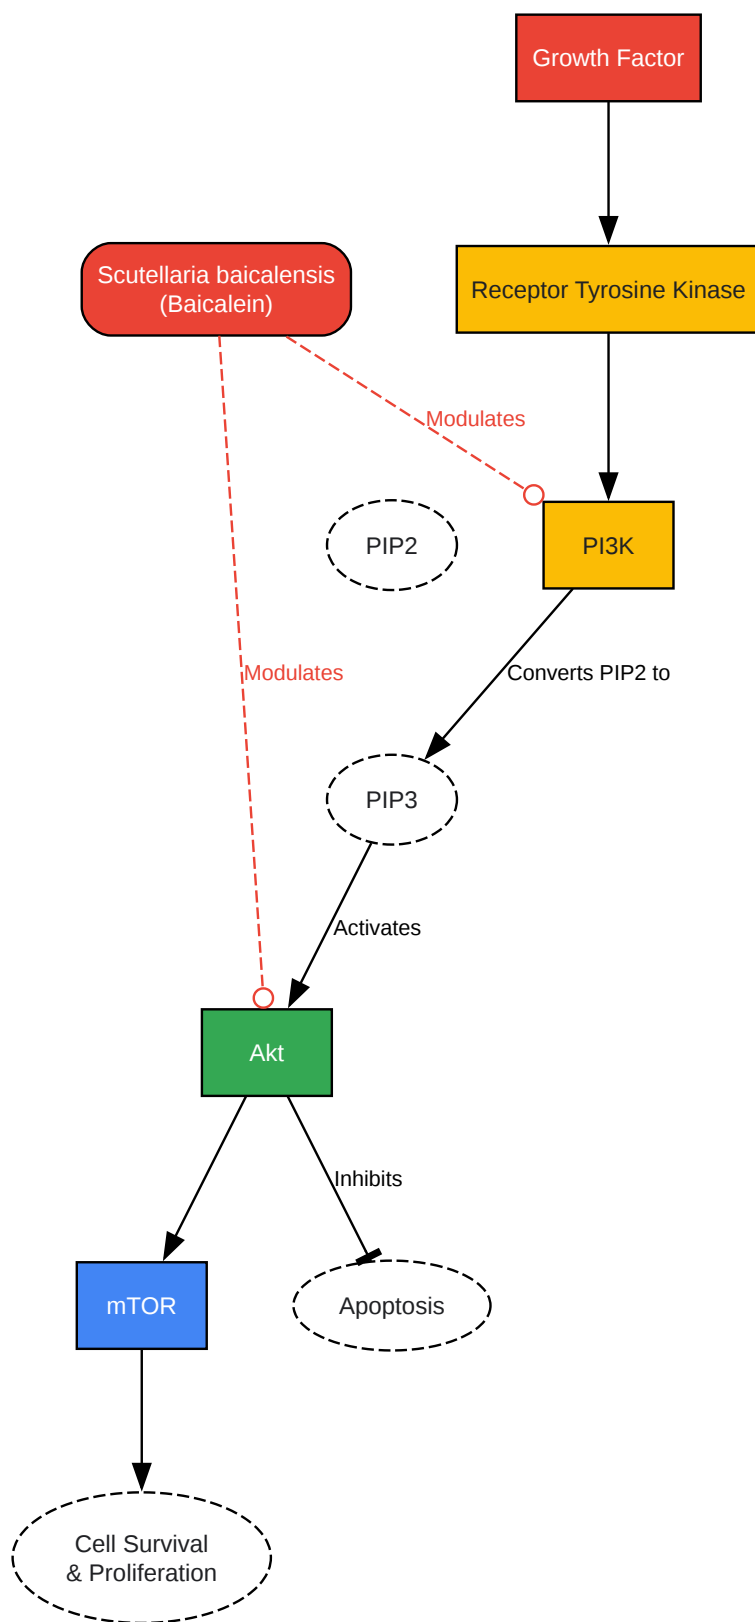 Growth Factor
Scutellaria baicalensis
(Baicalein)
Receptor Tyrosine Kinase
Modulates
PIP2
PI3K
Modulates
Converts PIP2 to
PIP3
Activates
Akt
Inhibits
mTOR
Apoptosis
Cell Survival
& Proliferation